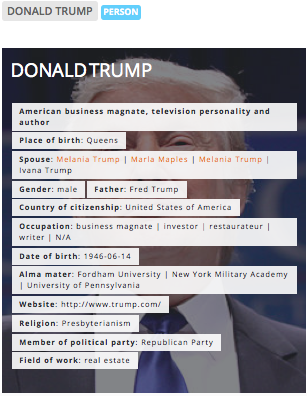 DONALD TRUMP PERSON
DONALD TRUMP
American business magnate, television personality and
author
Place of birth: Queens
Spouse: Melania Trump | Marla Maples | Melania Trump |
Ivana Trump
Gender: male Father: Fred Trump
Country of citizenship: United States of America
Occupation: business magnate | investor | restaurateur |
writer | N/A
Date of birth: 1946-06-14
Alma mater: Fordham University | New York Military Academy
| University of Pennsylvania
Website: http://www.trump.com/
Religion: Presbyterianism
Member of political party: Republican Party
Field of work: real estate